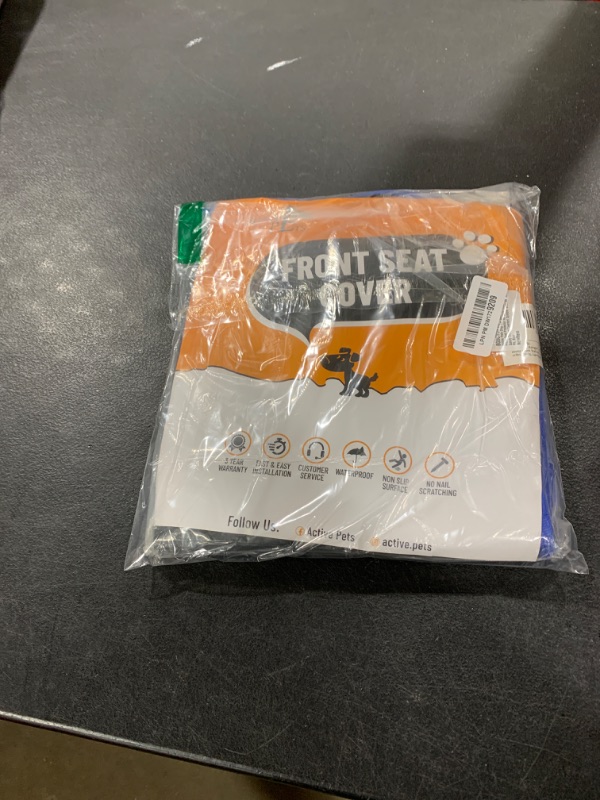 FRONT SEAT
COVER
3 YEAR
WARRANTY
FAST & EASY
INSTALLATION
CUSTOMER
SERVICE
WATERPROOF
NON SLIP
SURFACE
NO NAIL
SCRATCHING
Follow Us:
Active Pets
active.pets